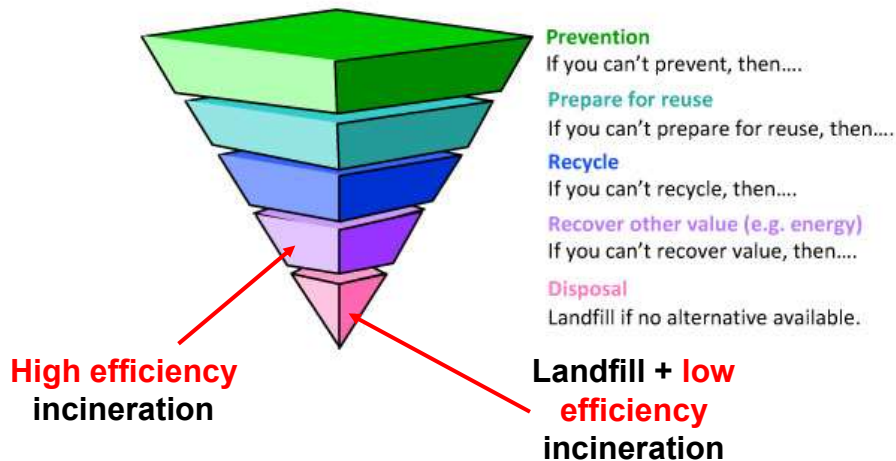 Prevention
If you can't prevent, then....
Prepare for reuse
If you can't prepare for reuse, then....
Recycle
If you can't recycle, then....
Recover other value (e.g. energy)
If you can't recover value, then....
Disposal
Landfill if no alternative available.
High efficiency
incineration
Landfill + low
efficiency
incineration